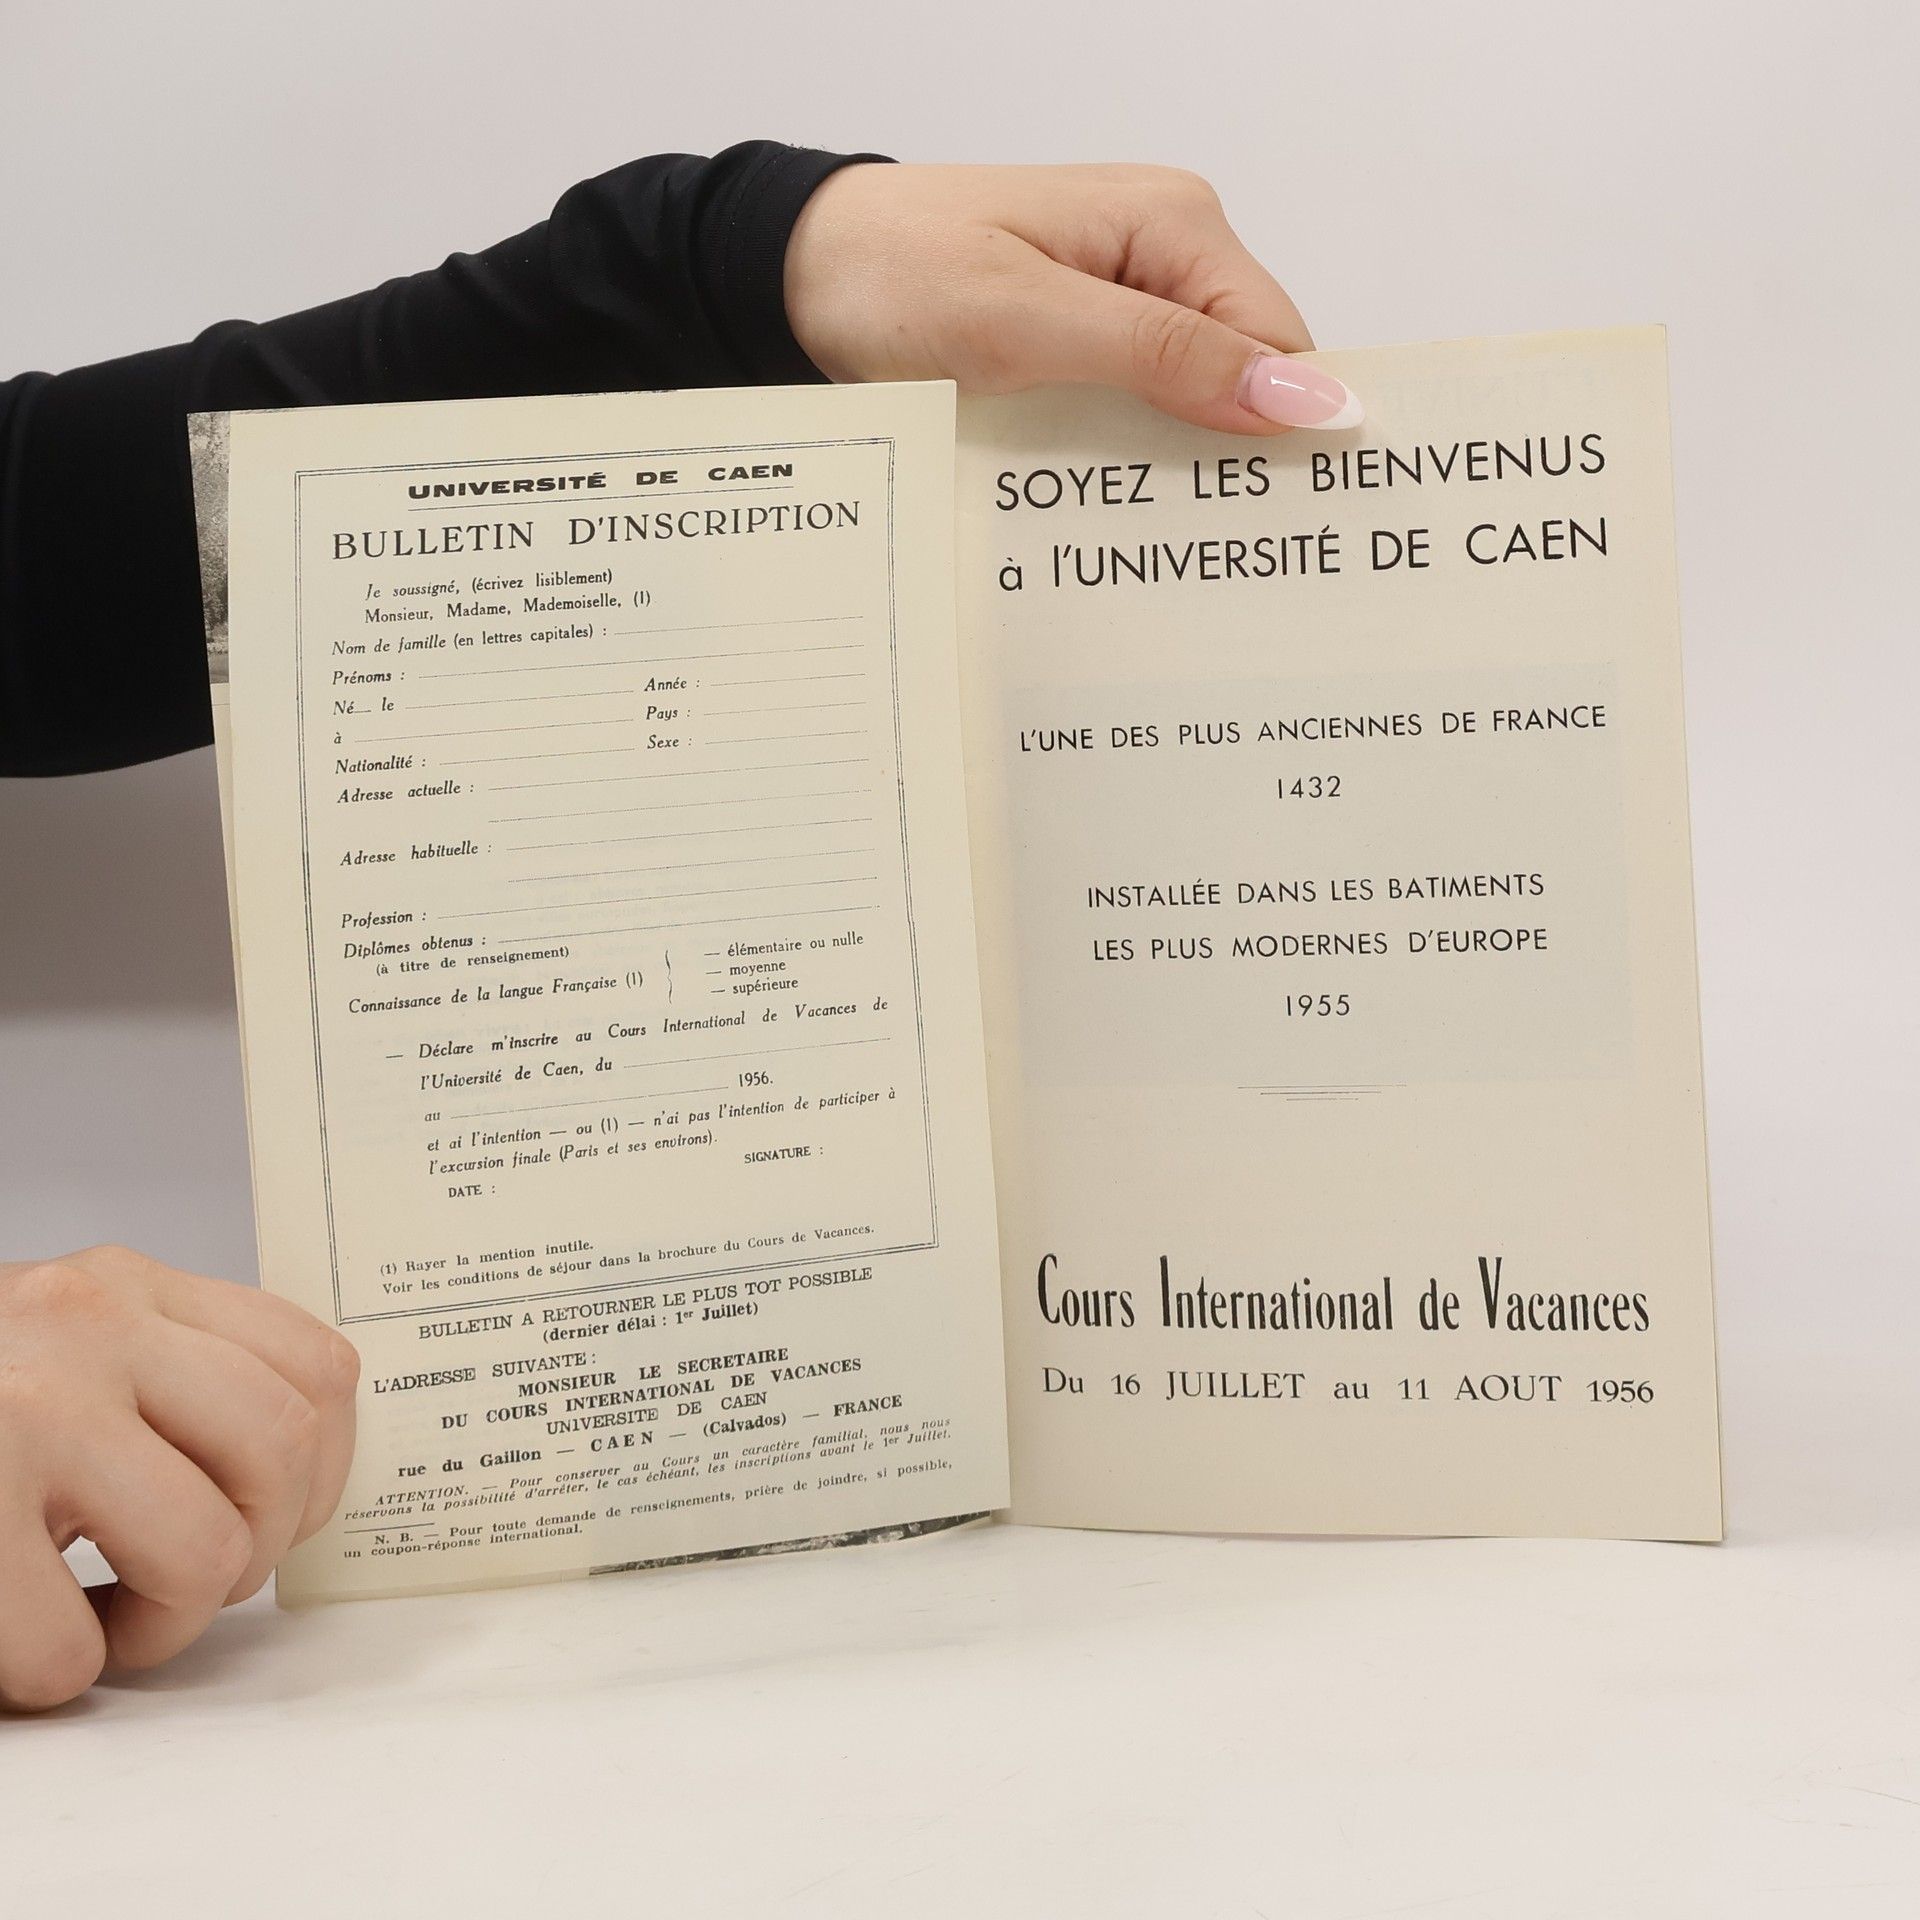 UNIVERSITÉ DE CAEN
BULLETIN D'INSCRIPTION
Je soussigné, (écrivez lisiblement)
Monsieur, Madame, Mademoiselle, (1)
Nom de famille (en lettres capitales) :
Prénoms :
Né__ le Année :
à Pays :
Nationalité : Sexe :
Adresse actuelle :
Adresse habituelle :
Profession :
Diplômes obtenus :
(à titre de renseignement)
Connaissance de la langue Française (1)
— élémentaire ou nulle
— moyenne
— supérieure
— Déclare m'inscrire au Cours International de Vacances de
l'Université de Caen, du
au 1956.
et ai l'intention — ou (1) — n'ai pas l'intention de participer à
l'excursion finale (Paris et ses environs).
SIGNATURE :
DATE :
(1) Rayer la mention inutile.
Voir les conditions de séjour dans la brochure du Cours de Vacances.
BULLETIN A RETOURNER LE PLUS TOT POSSIBLE
(dernier délai : 1er Juillet)
L'ADRESSE SUIVANTE :
MONSIEUR LE SECRETAIRE
DU COURS INTERNATIONAL DE VACANCES
UNIVERSITE DE CAEN
rue du Gaillon — CAEN — (Calvados) — FRANCE
ATTENTION. — Pour conserver au Cours un caractère familial, nous nous
réservons la possibilité d'arrêter, le cas échéant, les inscriptions avant le 1er Juillet.
N. B. — Pour toute demande de renseignements, prière de joindre, si possible,
un coupon-réponse international.
SOYEZ LES BIENVENUS
à l'UNIVERSITÉ DE CAEN
L'UNE DES PLUS ANCIENNES DE FRANCE
1432
INSTALLÉE DANS LES BATIMENTS
LES PLUS MODERNES D'EUROPE
1955
Cours International de Vacances
Du 16 JUILLET au 11 AOUT 1956